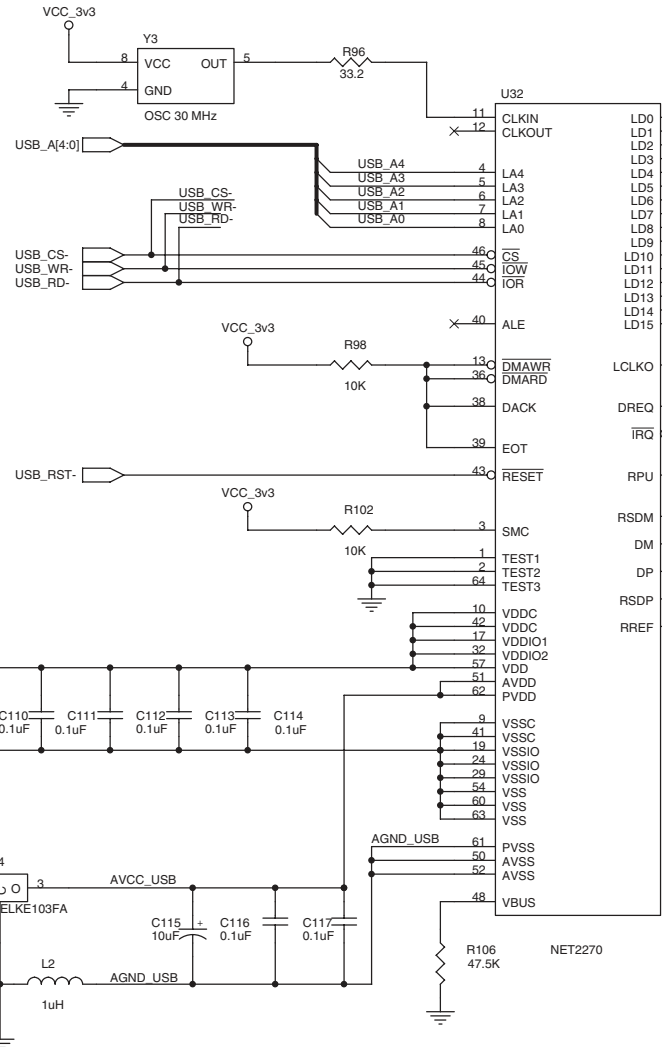 VCC_3v3
Y3
8 VCC OUT 5
4 GND
OSC 30 MHz
R96
33.2
U32
USB_A[4:0]
11 CLKIN
12 CLKOUT
USB_A4 4 LA4
USB_A3 5 LA3
USB_A2 6 LA2
USB_A1 7 LA1
USB_A0 8 LA0
USB_CS-
USB_WR-
USB_RD-
USB_CS- 46 CS
USB_WR- 45 IOW
USB_RD- 44 IOR
40 ALE
VCC_3v3
R98
10K
13 DMAWR
36 DMARD
38 DACK
39 EOT
USB_RST- 43 RESET
VCC_3v3
R102
10K
3 SMC
1 TEST1
2 TEST2
64 TEST3
10 VDDC
42 VDDC
17 VDDIO1
32 VDDIO2
57 VDD
51 AVDD
62 PVDD
9 VSSC
41 VSSC
19 VSSIO
24 VSSIO
29 VSSIO
54 VSS
60 VSS
63 VSS
AGND_USB 61 PVSS
50 AVSS
52 AVSS
48 VBUS
LD0
LD1
LD2
LD3
LD4
LD5
LD6
LD7
LD8
LD9
LD10
LD11
LD12
LD13
LD14
LD15
LCLKO
DREQ
IRQ
RPU
RSDM
DM
DP
RSDP
RREF
C110 C111 C112 C113 C114
0.1uF 0.1uF 0.1uF 0.1uF 0.1uF
4
O 3
ELKE103FA
AVCC_USB
C115 + C116 C117
10uF 0.1uF 0.1uF
L2
1uH
AGND_USB
R106
47.5K
NET2270